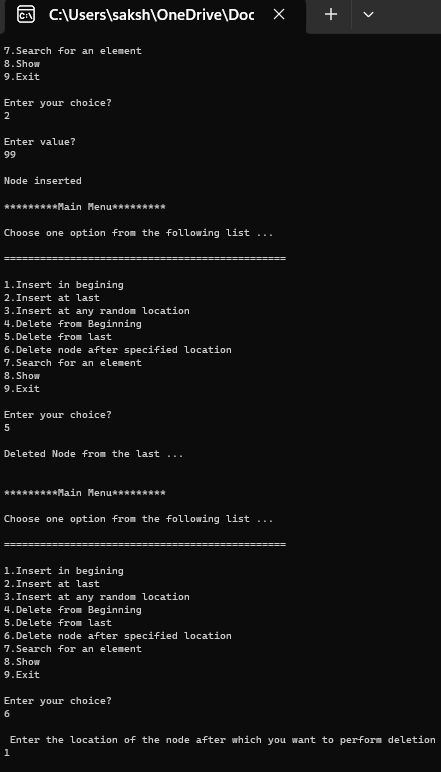 C:\Users\saksh\OneDrive\Doc
7.Search for an element
8.Show
9.Exit
Enter your choice?
2
Enter value?
99
Node inserted
*********Main Menu*********
Choose one option from the following list ...
===============================================
1.Insert in begining
2.Insert at last
3.Insert at any random location
4.Delete from Beginning
5.Delete from last
6.Delete node after specified location
7.Search for an element
8.Show
9.Exit
Enter your choice?
5
Deleted Node from the last ...
*********Main Menu*********
Choose one option from the following list ...
===============================================
1.Insert in begining
2.Insert at last
3.Insert at any random location
4.Delete from Beginning
5.Delete from last
6.Delete node after specified location
7.Search for an element
8.Show
9.Exit
Enter your choice?
6
Enter the location of the node after which you want to perform deletion
1